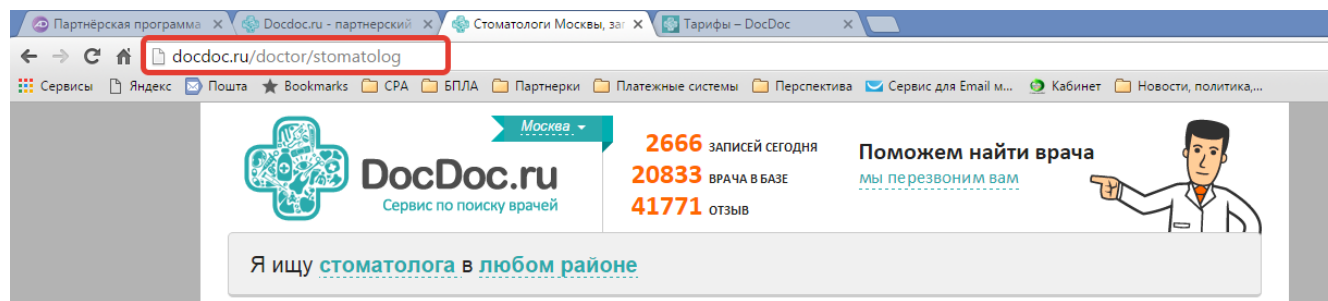 Партнёрская программа
Docdoc.ru - партнерский
Стоматологи Москвы, зап
Тарифы – DocDoc
docdoc.ru/doctor/stomatolog
Сервисы Яндекс Почта Bookmarks CPA БПЛА Партнерки Платежные системы Перспектива Сервис для Email м... Кабинет Новости, политика,...
Москва
DocDoc.ru
Сервис по поиску врачей
2666 ЗАПИСЕЙ СЕГОДНЯ
20833 ВРАЧА В БАЗЕ
41771 ОТЗЫВ
Поможем найти врача
мы перезвоним вам
Я ищу стоматолога в любом районе